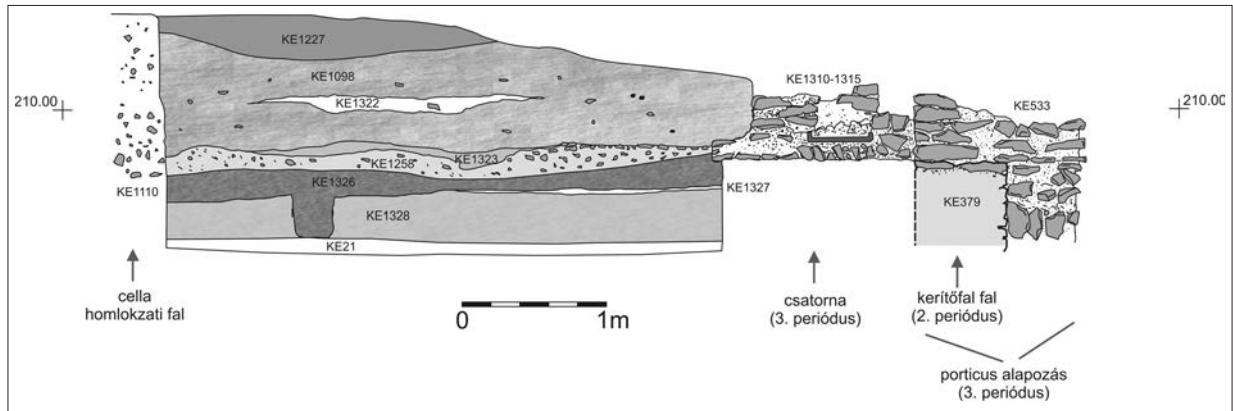 KE1227
KE1098
KE1322
210.00
KE1310-1315
KE533
210.00
KE1323
KE1258
KE1110
KE1326
KE1327
KE1328
KE379
KE21
cella
homlokzati fal
0 1m
csatorna
(3. periódus)
kerítőfal fal
(2. periódus)
porticus alapozás
(3. periódus)